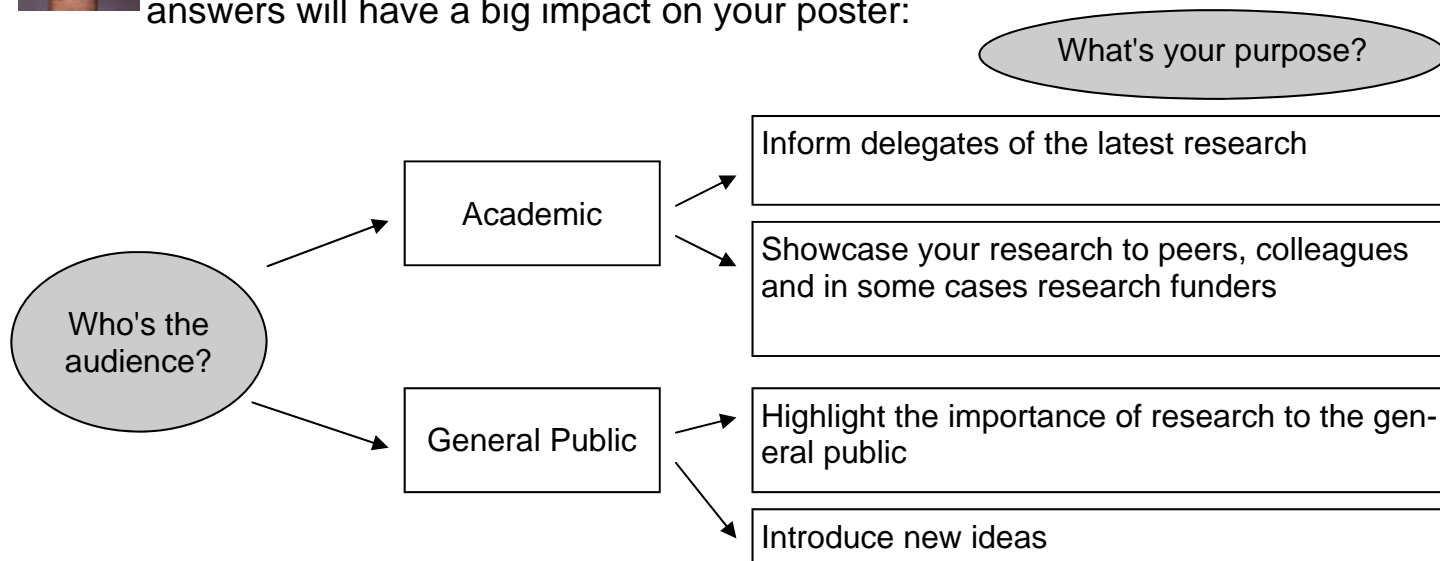 answers will have a big impact on your poster:
What's your purpose?
Inform delegates of the latest research
Academic
Showcase your research to peers, colleagues
and in some cases research funders
Who's the
audience?
Highlight the importance of research to the gen-
eral public
General Public
Introduce new ideas